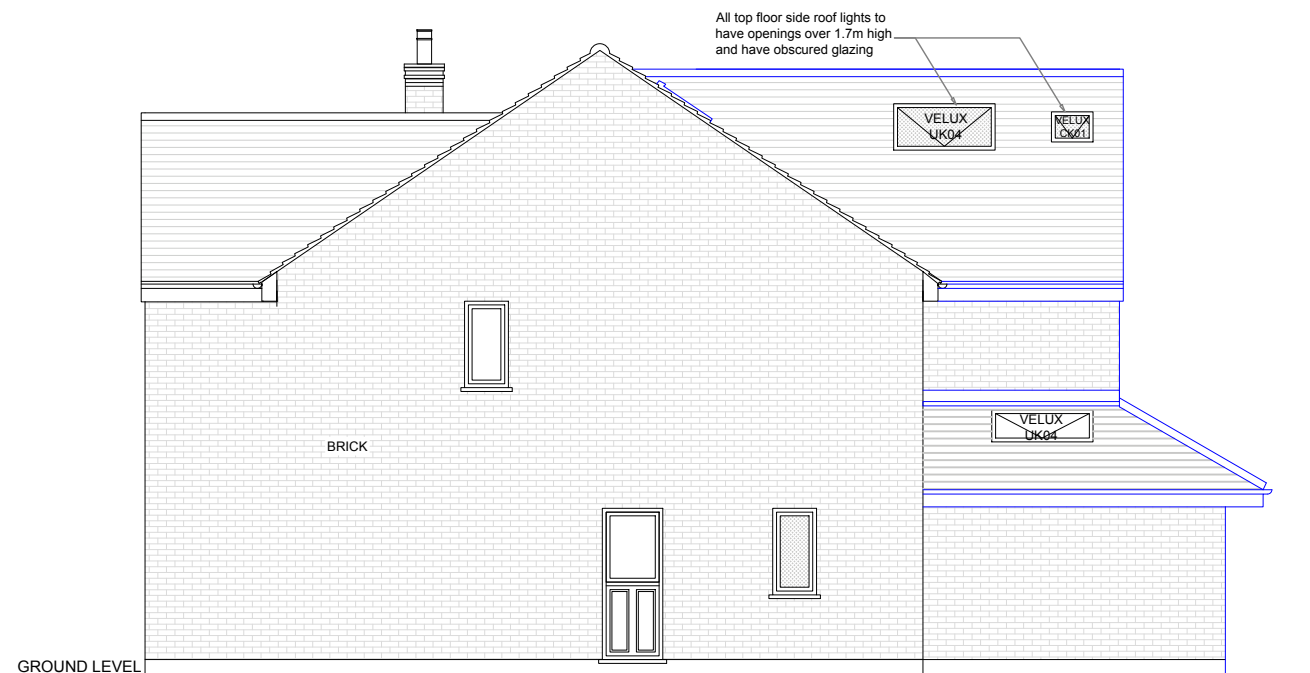 All top floor side roof lights to
have openings over 1.7m high
and have obscured glazing
VELUX
UK04
VELUX
CK01
VELUX
UK04
BRICK
GROUND LEVEL